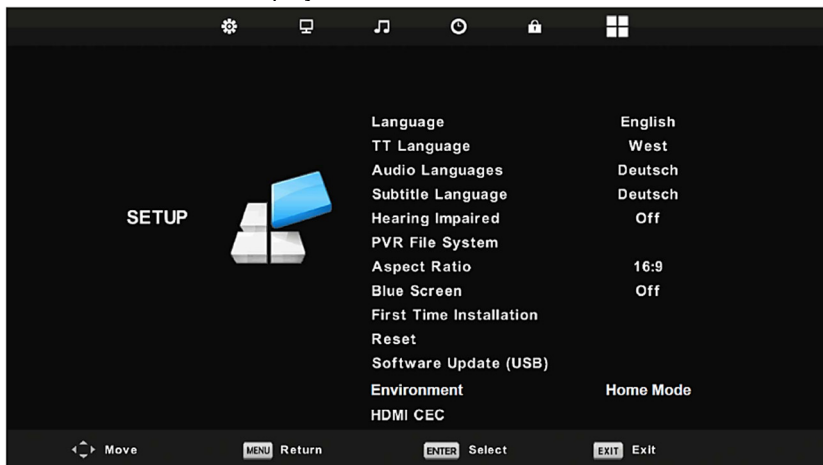 Language English
TT Language West
Audio Languages Deutsch
Subtitle Language Deutsch
SETUP
Hearing Impaired Off
PVR File System
Aspect Ratio 16:9
Blue Screen Off
First Time Installation
Reset
Software Update (USB)
Environment Home Mode
HDMI CEC
Move MENU Return ENTER Select EXIT Exit